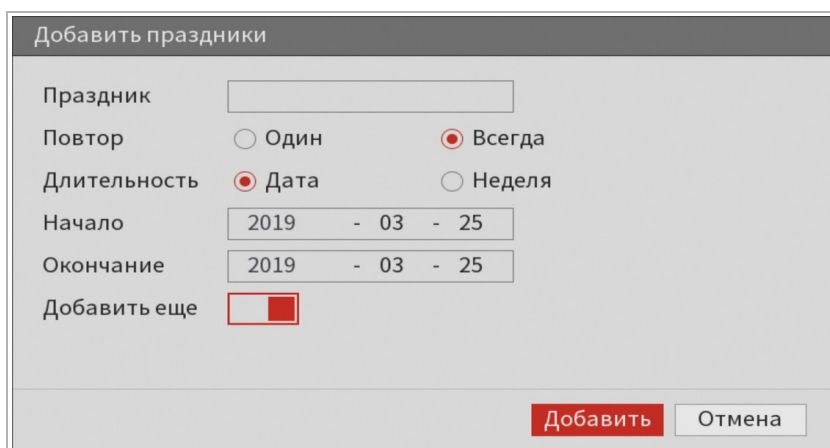 Добавить праздники
Праздник
Повтор Один Всегда
Длительность Дата Неделя
Начало 2019 - 03 - 25
Окончание 2019 - 03 - 25
Добавить еще
Добавить Отмена